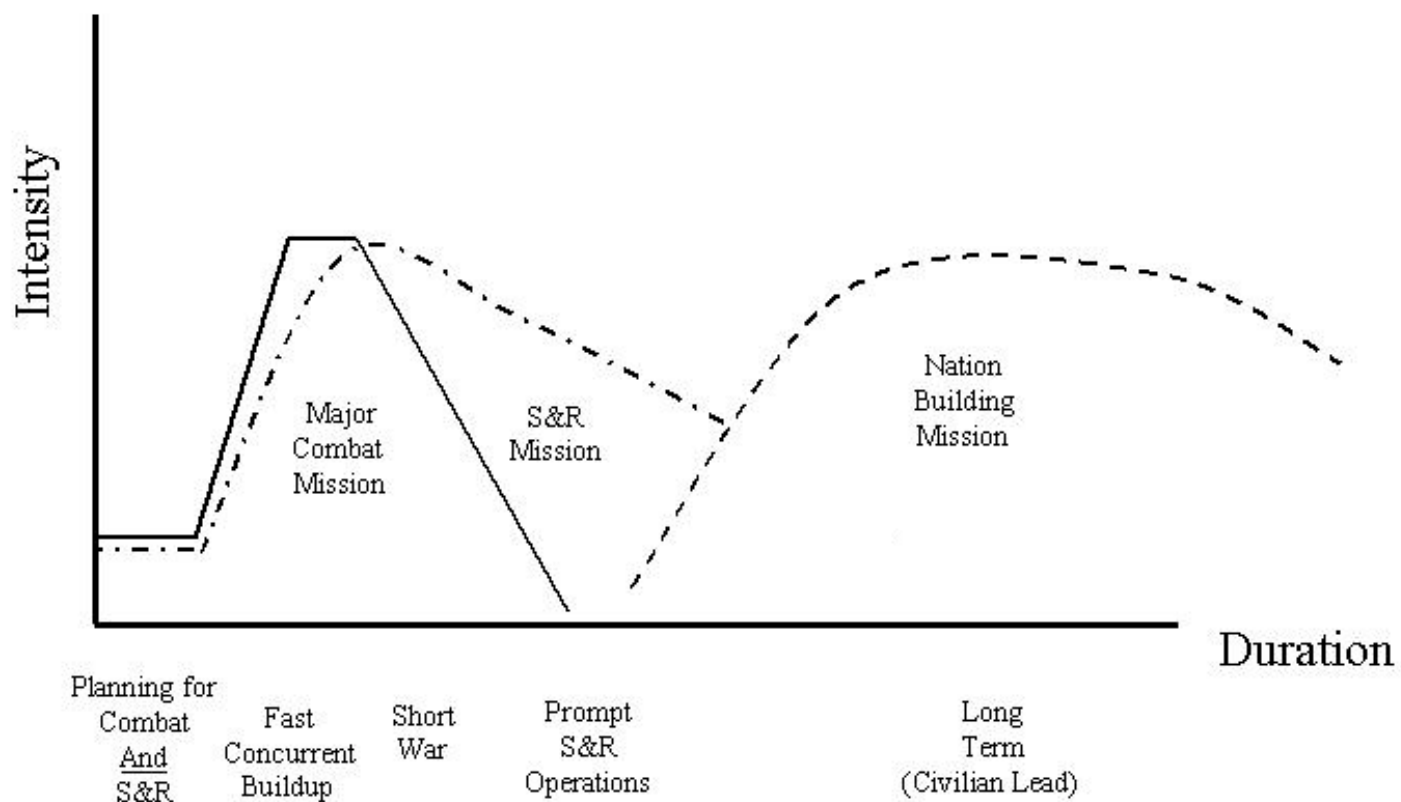 Intensity
Major
Combat
Mission
S&R
Mission
Nation
Building
Mission
Duration
Planning for
Combat
And
S&R
Fast
Concurrent
Buildup
Short
War
Prompt
S&R
Operations
Long
Term
(Civilian Lead)